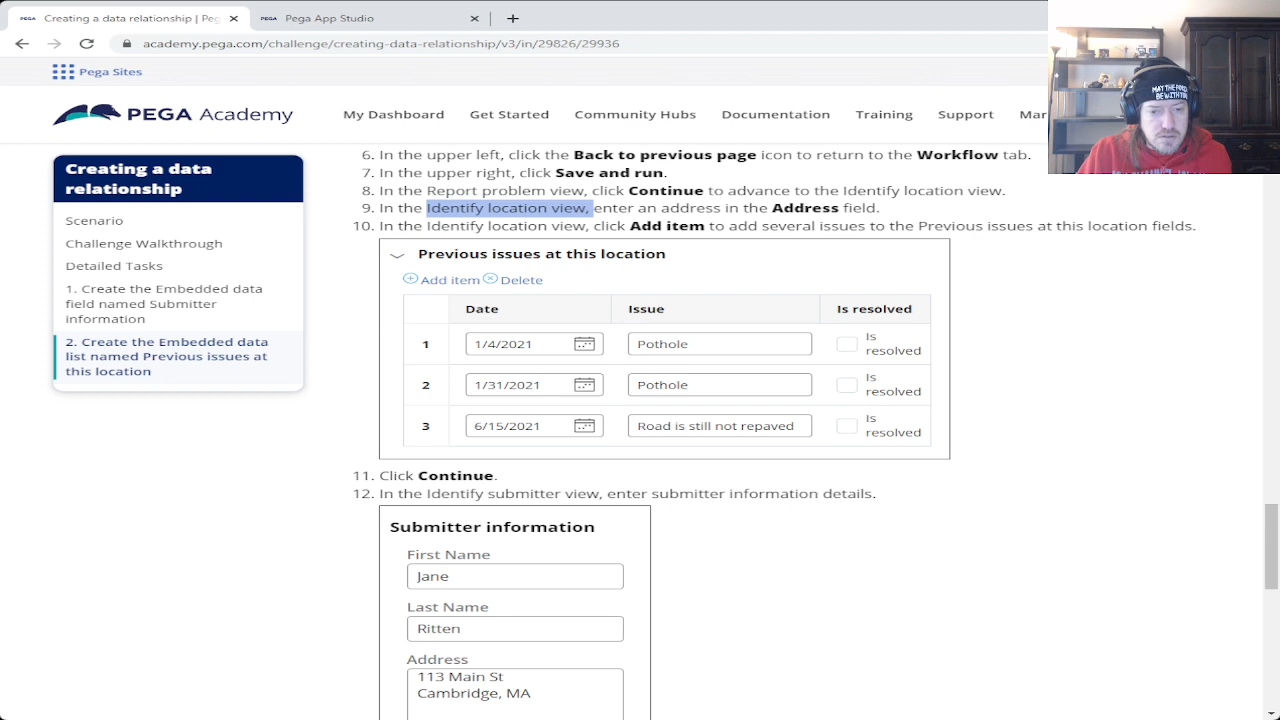 PEGA Creating a data relationship | Peg
PEGA Pega App Studio
academy.pega.com/challenge/creating-data-relationship/v/in/29826/29936
Pega Sites
PEGA Academy
My Dashboard Get Started Community Hubs Documentation Training Support Mar
MAY THE FORCE
BE WITH YOU
Creating a data
relationship
Scenario
Challenge Walkthrough
Detailed Tasks
1. Create the Embedded data
field named Submitter
information
2. Create the Embedded data
list named Previous issues at
this location
6. In the upper left, click the Back to previous page icon to return to the Workflow tab.
7. In the upper right, click ve and run.
8. In the oblem view, click Continue to advance to the Identify location view.
9. In the Identify location view, enter an address in the Address field.
10. In the Identify location view, click Add item to add several issues to the Previous issues at this location fields.
Previous issues at this location
Add item Delete
Date Issue Is resolved
1 1/4/2021 Pothole Is resolved
2 1/31/2021 Pothole Is resolved
3 6/15/2021 Road is still not repaved Is resolved
11. Click Continue.
12. In the Identify submitter view, enter submitter information details.
Submitter information
First Name
Jane
Last Name
Ritten
Address
113 Main St
Cambridge, MA